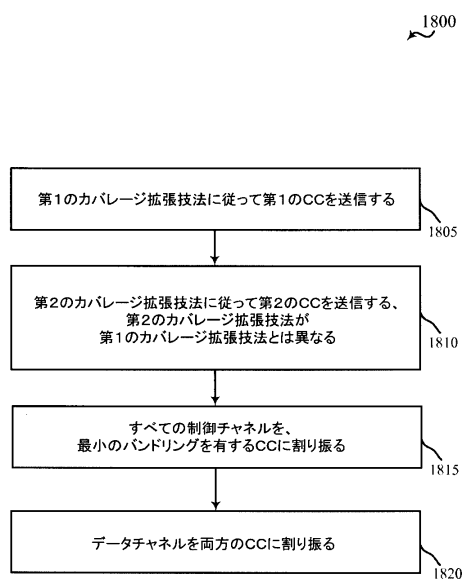 1800
第1のカバレージ拡張技法に従って第1のCCを送信する
1805
第2のカバレージ拡張技法に従って第2のCCを送信する、
第2のカバレージ拡張技法が
第1のカバレージ拡張技法とは異なる
1810
すべての制御チャネルを、
最小のバンドリングを有するCCに割り振る
1815
データチャネルを両方のCCに割り振る
1820